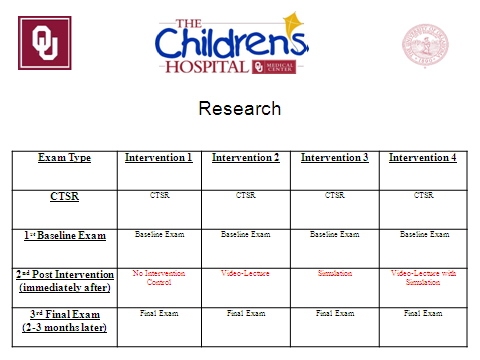 OU
THE
Children's
HOSPITAL OU MEDICAL CENTER
Research
Exam Type Intervention 1 Intervention 2 Intervention 3 Intervention 4
CTSR CTSR CTSR CTSR CTSR
1st Baseline Exam Baseline Exam Baseline Exam Baseline Exam Baseline Exam
2nd Post Intervention No Intervention Video-Lecture Simulation Video-Lecture with
(immediately after) Control Simulation
3rd Final Exam Final Exam Final Exam Final Exam Final Exam
(2-3 months later)